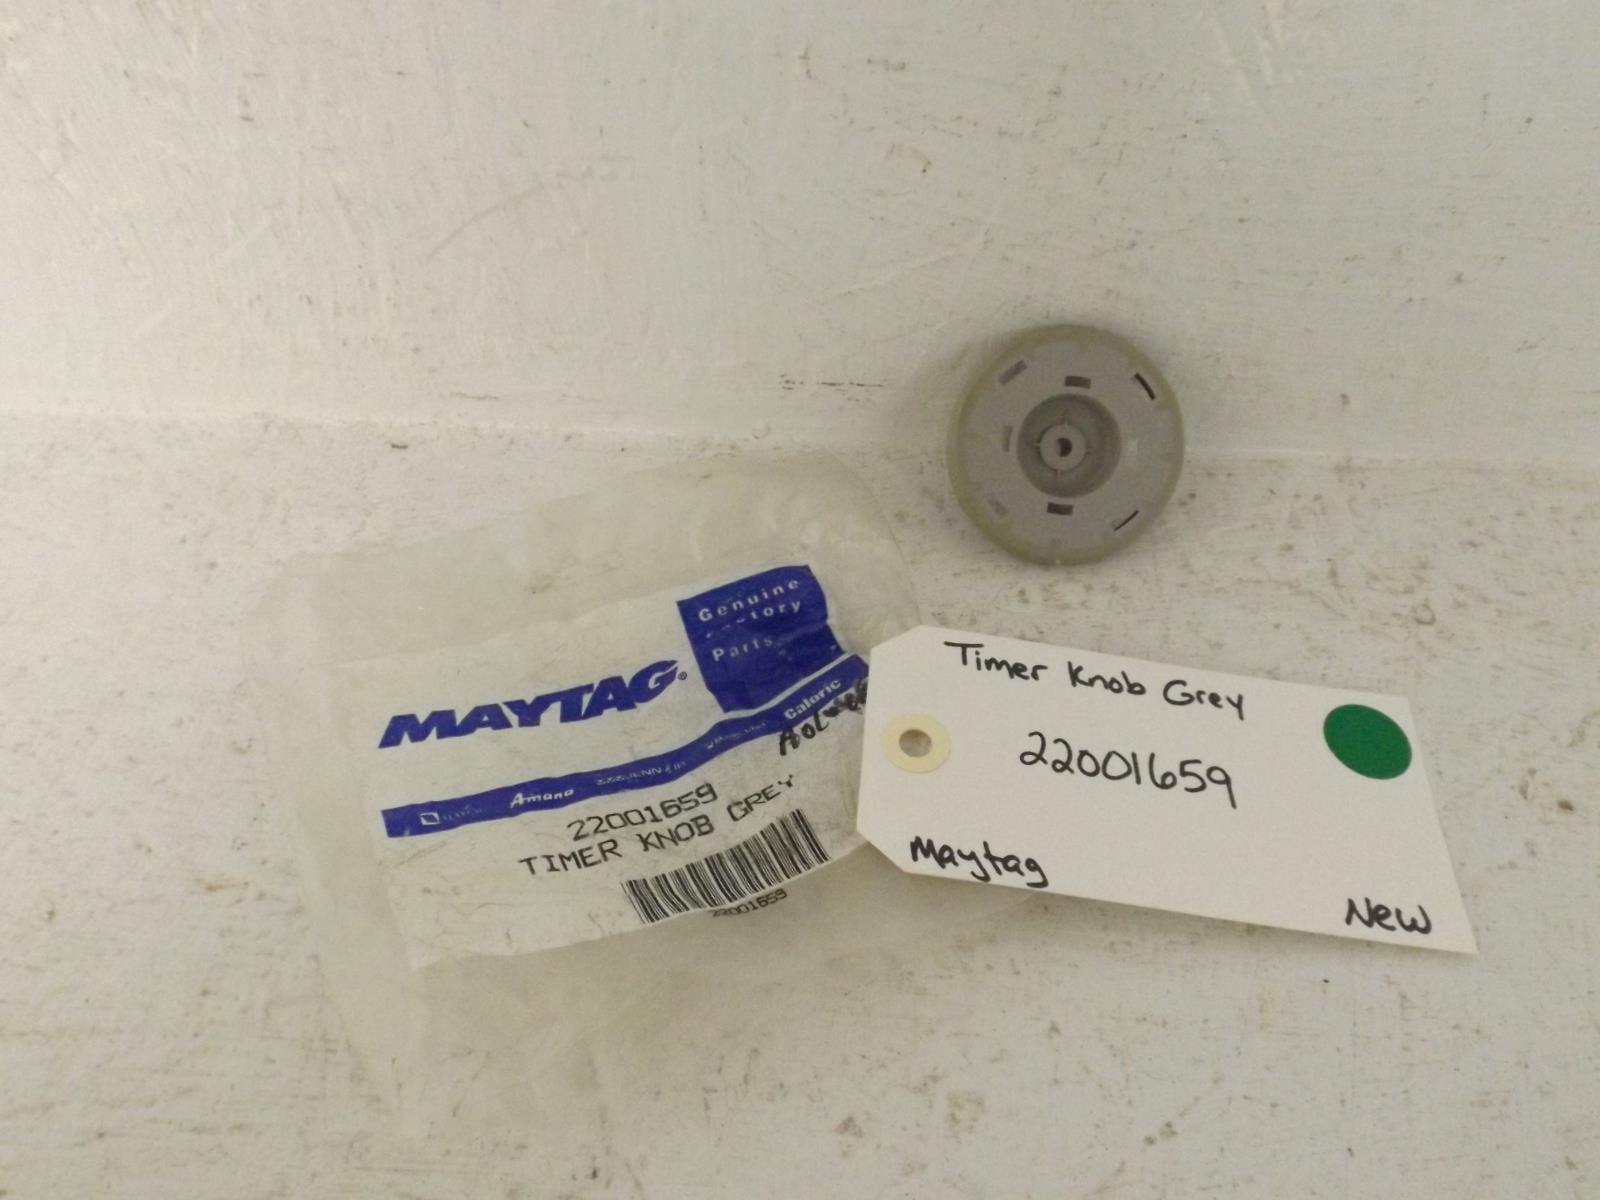 Genuine
Factory
Parts
MAYTAG®
Amana
Caloric
22001659
TIMER KNOB GREY
22001659
Timer Knob Grey
22001659
Maytag
New